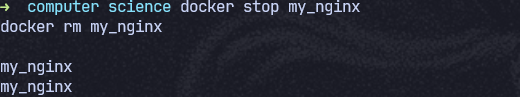 ➜ computer science docker stop my_nginx
docker rm my_nginx

my_nginx
my_nginx